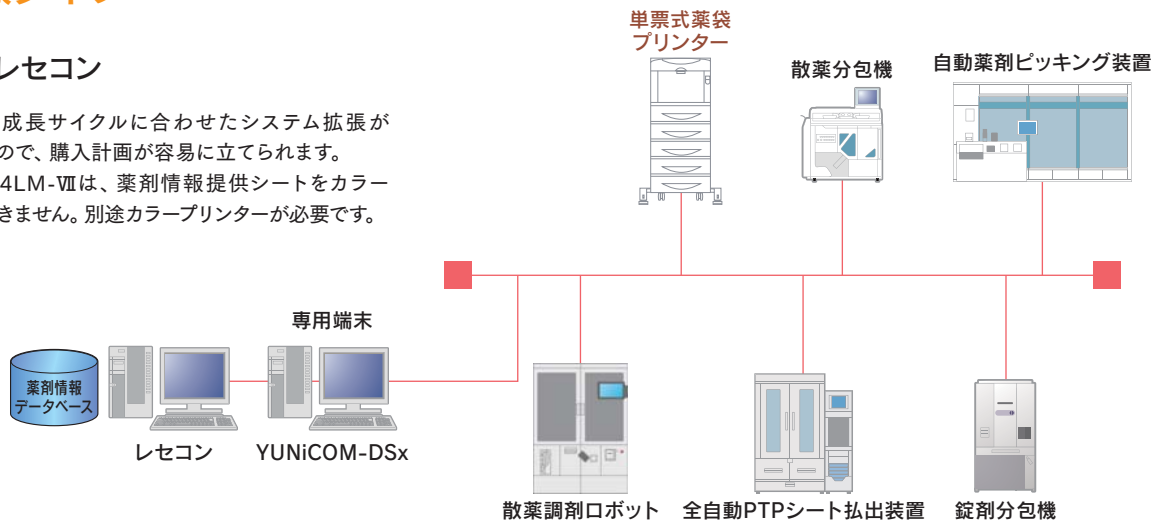 レセコン
成長サイクルに合わせたシステム拡張が
ので、購入計画が容易に立てられます。
4LM-Ⅶは、薬剤情報提供シートをカラー
きません。別途カラープリンターが必要です。
単票式薬袋
プリンター
散薬分包機
自動薬剤ピッキング装置
専用端末
薬剤情報
データベース
レセコン
YUNiCOM-DSx
散薬調剤ロボット
全自動PTPシート払出装置
錠剤分包機